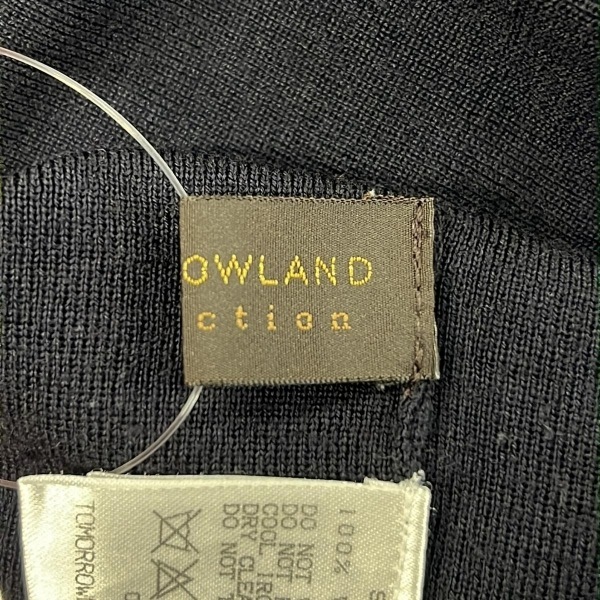 OWLAND
ction
100%
DO NOT
DO NOT
COOL IRO
DRY CLEA
DO NOT
TOMORROW